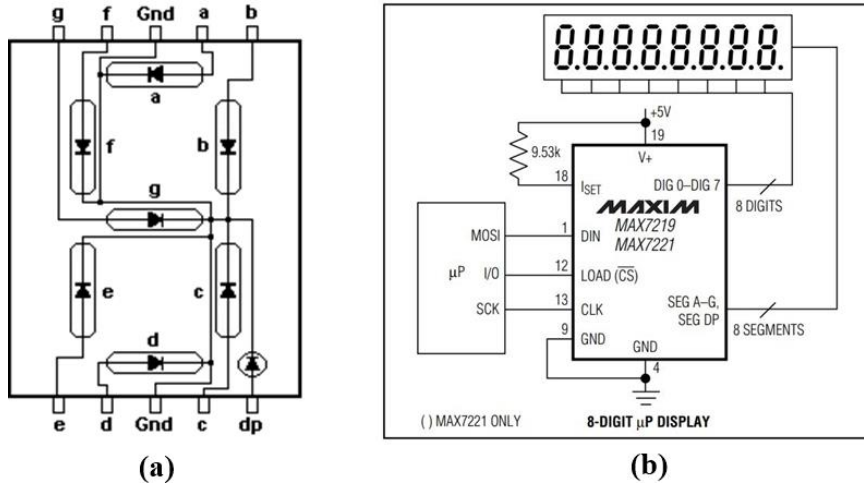 g f Gnd a b
a
f b
g
e c
d
e d Gnd c dp
(a)
8.8.8.8.8.8.8.8.
+5V
9.53k
19
V+
18 ISET DIG 0–DIG 7
8 DIGITS
MAXIM
MAX7219
MAX7221
MOSI 1 DIN
µP I/O 12 LOAD (CS)
SCK 13 CLK
SEG A–G,
SEG DP
8 SEGMENTS
9 GND
GND
4
( ) MAX7221 ONLY 8-DIGIT µP DISPLAY
(b)